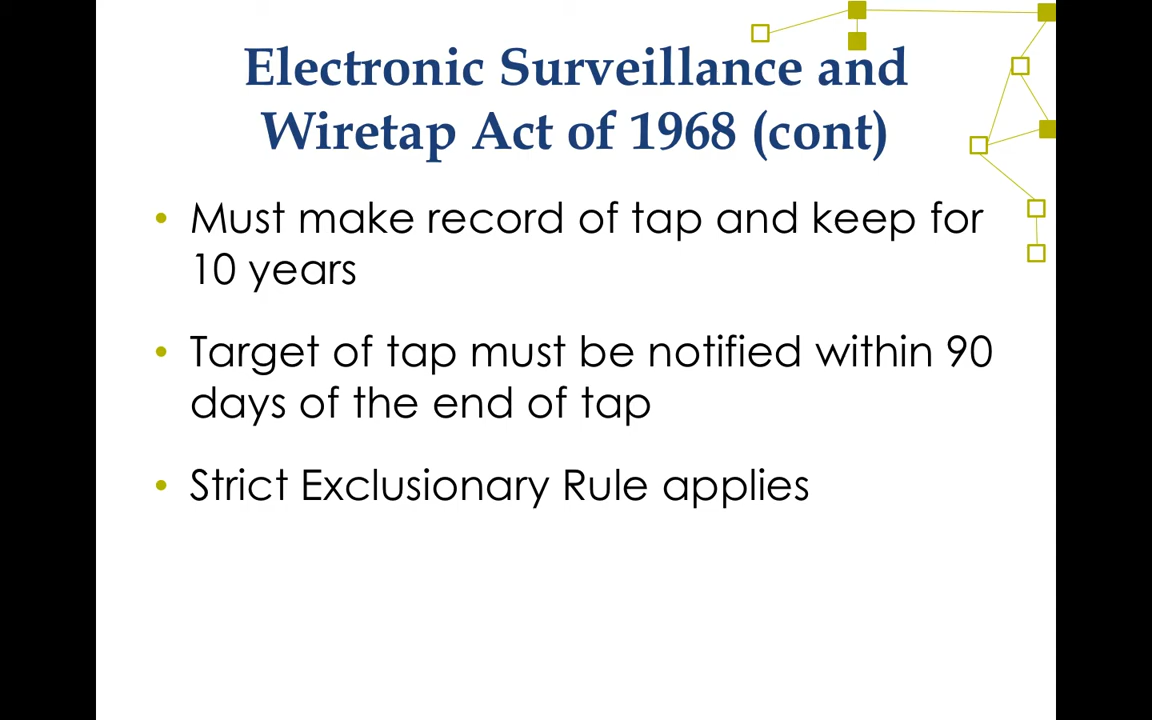 Electronic Surveillance and
Wiretap Act of 1968 (cont)
• Must make record of tap and keep for
10 years
• Target of tap must be notified within 90
days of the end of tap
• Strict Exclusionary Rule applies